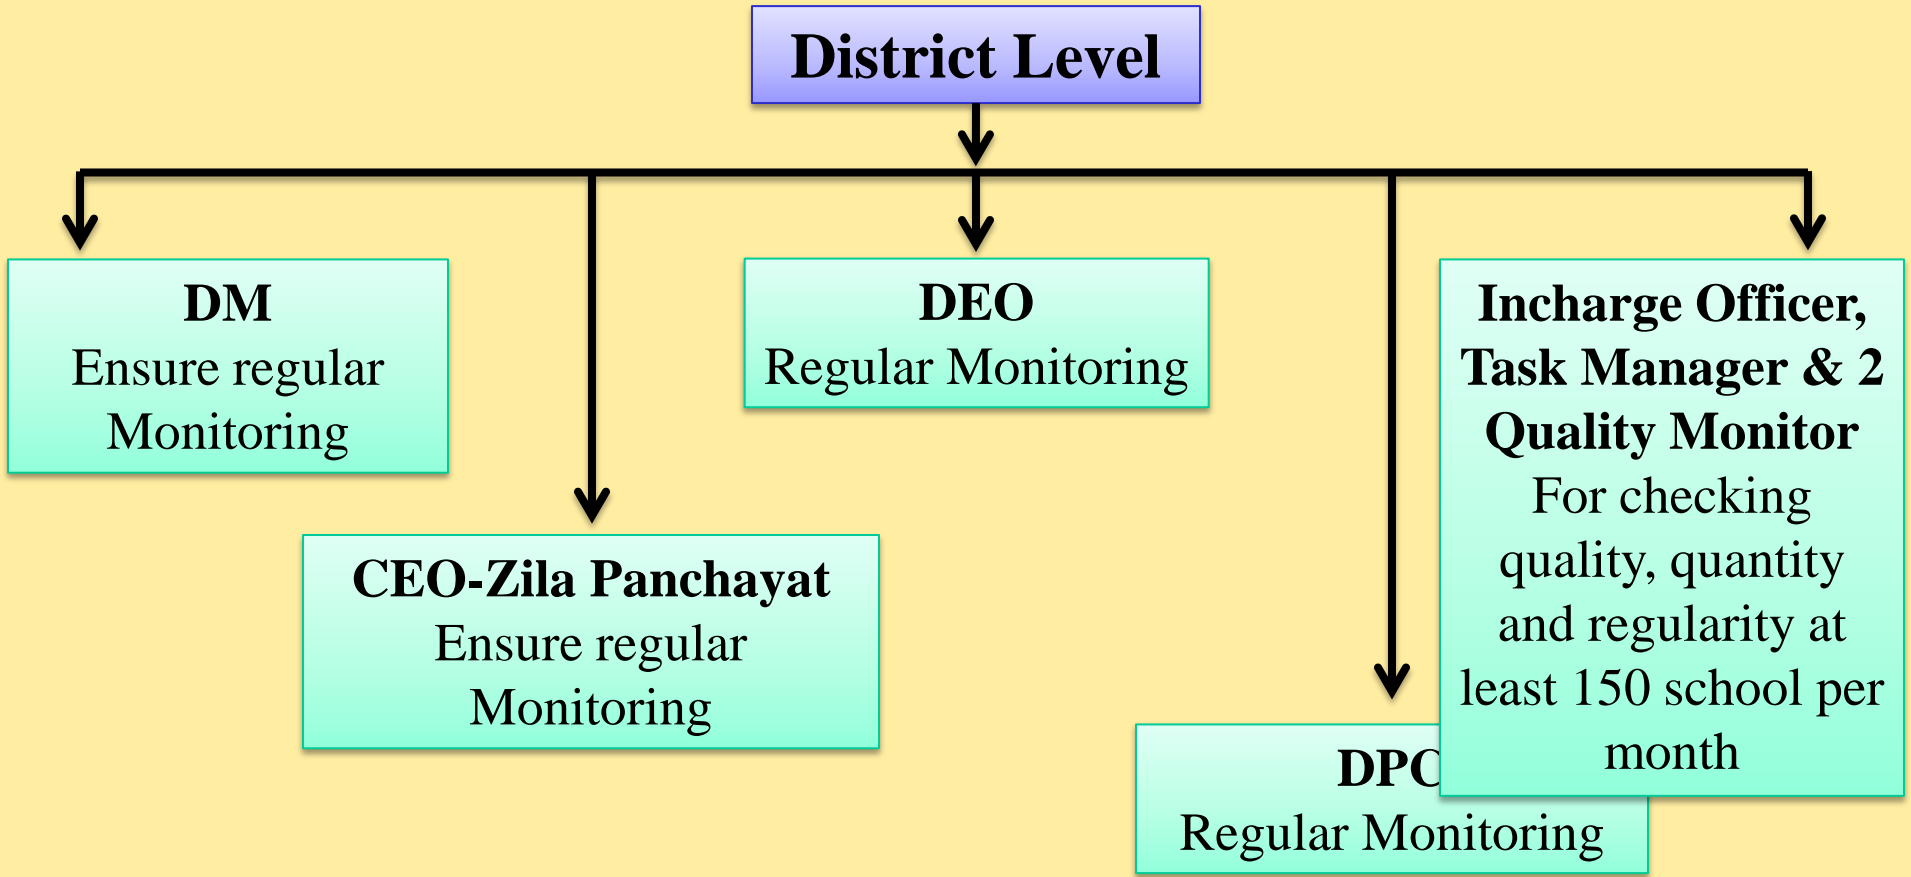 District Level
DM
Ensure regular
Monitoring
CEO-Zila Panchayat
Ensure regular
Monitoring
DEO
Regular Monitoring
DPC
Regular Monitoring
Incharge Officer,
Task Manager & 2
Quality Monitor
For checking
quality, quantity
and regularity at
least 150 school per
month